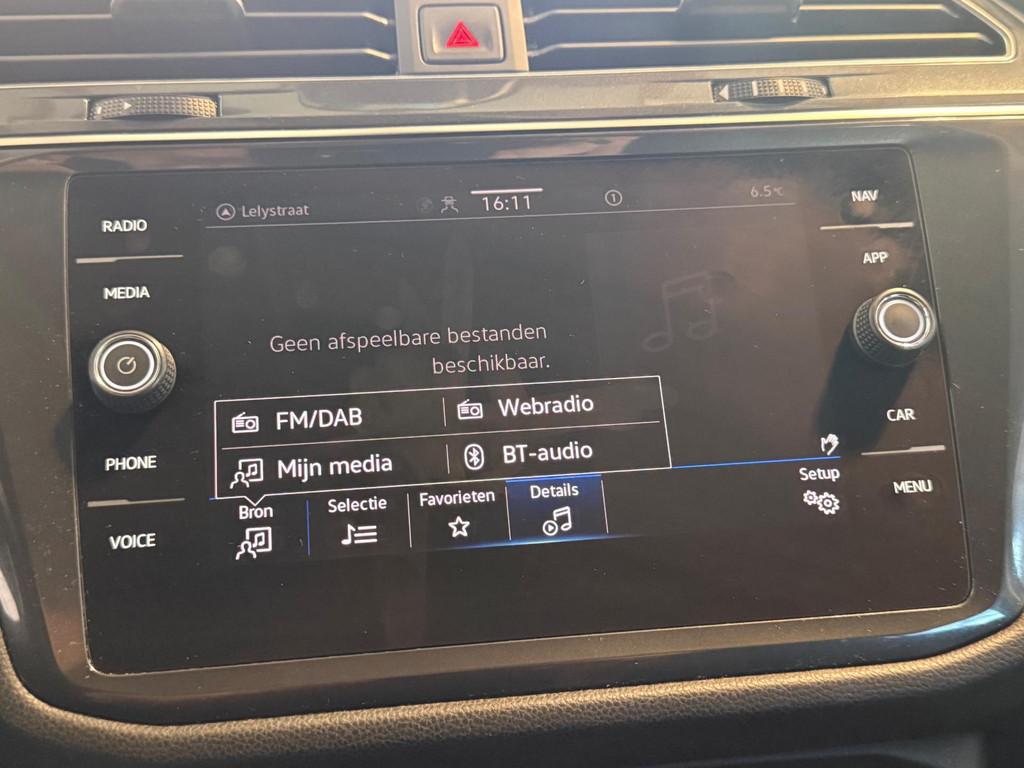 Lelystraat
16:11
1
6.5°C
RADIO
MEDIA
PHONE
VOICE
NAV
APP
CAR
MENU
Geen afspeelbare bestanden
beschikbaar.
FM/DAB
Webradio
Mijn media
BT-audio
Bron
Selectie
Favorieten
Details
Setup